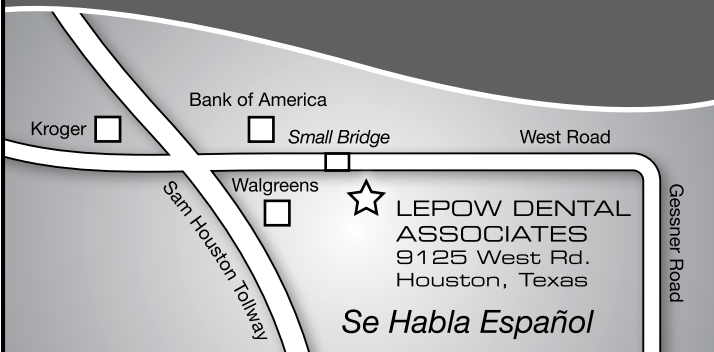 Bank of America
Kroger
Small Bridge
West Road
Walgreens
Sam Houston Tollway
Gessner Road
LEPOW DENTAL
ASSOCIATES
9125 West Rd.
Houston, Texas
Se Habla Español